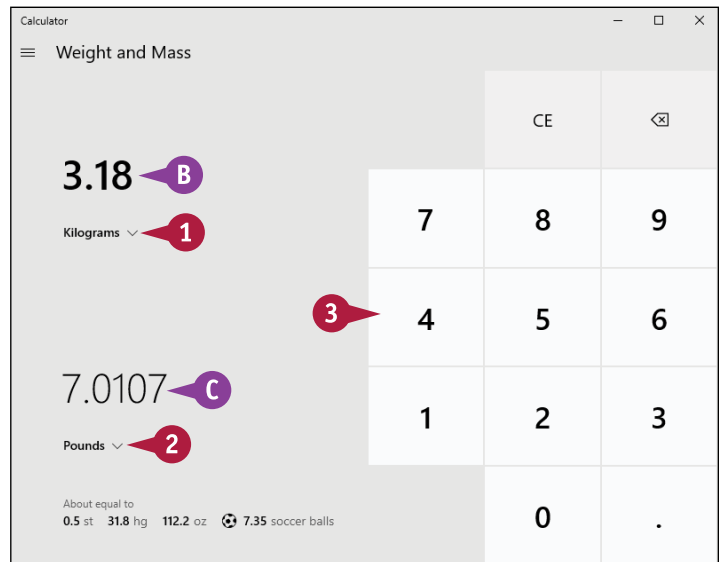 Calculator
Weight and Mass
CE
3.18 B
Kilograms 1
7 8 9
3
4 5 6
7.0107 C
Pounds 2
1 2 3
About equal to
0.5 st 31.8 hg 112.2 oz 7.35 soccer balls
0 .